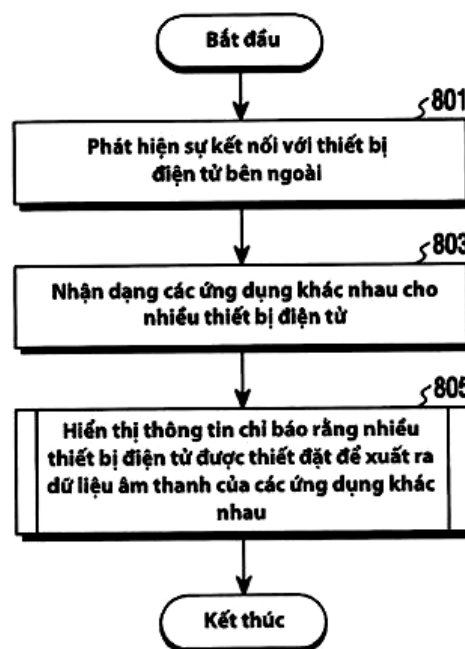 Bắt đầu
801
Phát hiện sự kết nối với thiết bị
điện tử bên ngoài
803
Nhận dạng các ứng dụng khác nhau cho
nhiều thiết bị điện tử
805
Hiển thị thông tin chỉ báo rằng nhiều
thiết bị điện tử được thiết đặt để xuất ra
dữ liệu âm thanh của các ứng dụng khác
nhau
Kết thúc